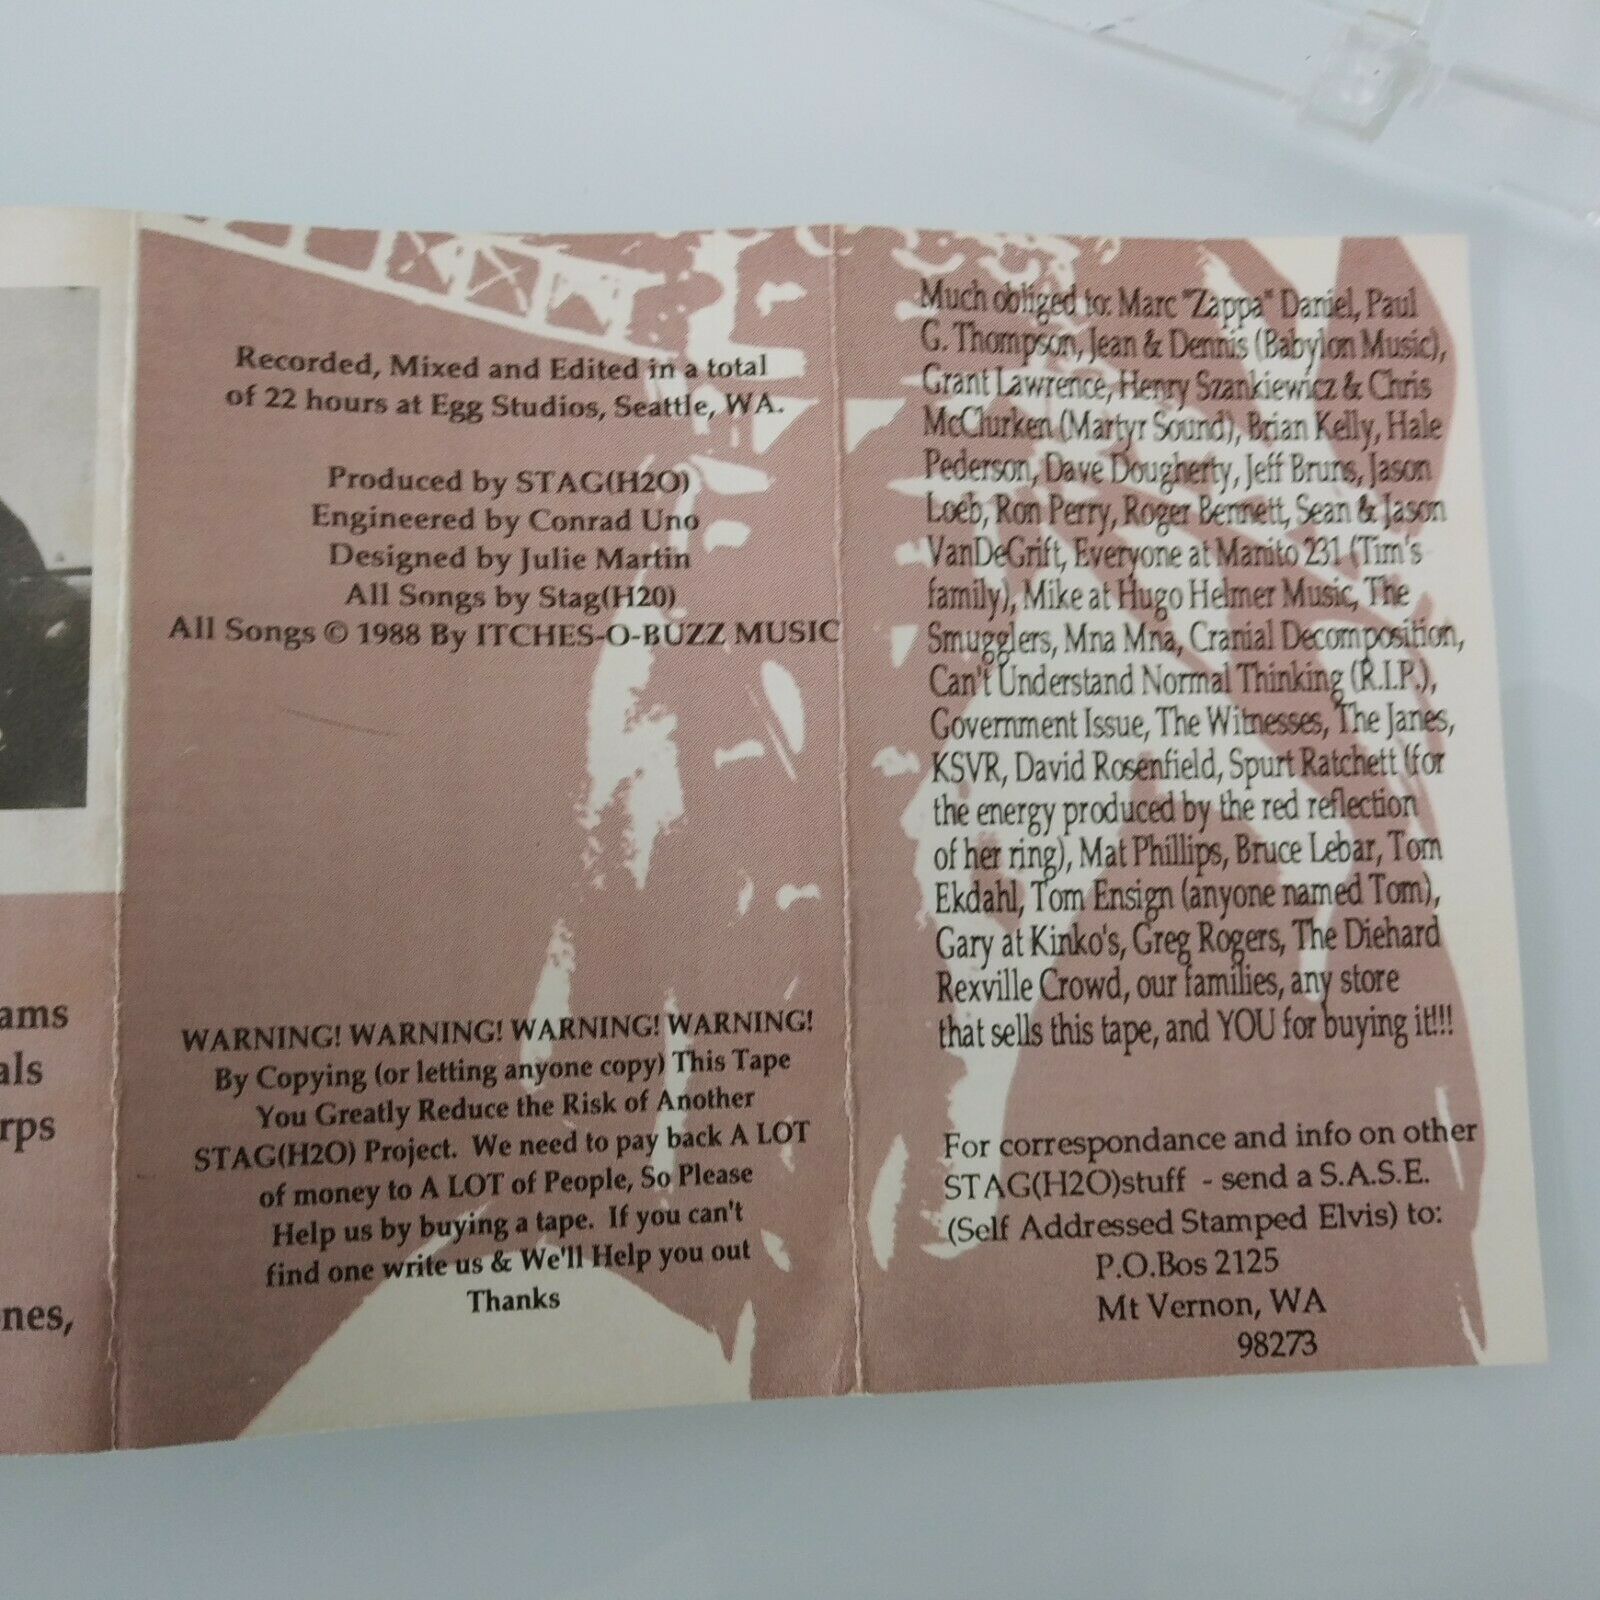 ams
als
rps
nes,
Recorded, Mixed and Edited in a total
of 22 hours at Egg Studios, Seattle, WA.
Produced by STAG(H2O)
Engineered by Conrad Uno
Designed by Julie Martin
All Songs by Stag(H20)
All Songs © 1988 By ITCHES-O-BUZZ MUSIC
WARNING! WARNING! WARNING! WARNING!
By Copying (or letting anyone copy) This Tape
You Greatly Reduce the Risk of Another
STAG(H2O) Project. We need to pay back A LOT
of money to A LOT of People, So Please
Help us by buying a tape. If you can't
find one write us & We'll Help you out
Thanks
Much obliged to: Marc "Zappa" Daniel, Paul
G. Thompson, Jean & Dennis (Babylon Music),
Grant Lawrence, Henry Szankiewicz & Chris
McClurken (Martyr Sound), Brian Kelly, Hale
Pederson, Dave Dougherty, Jeff Bruns, Jason
Loeb, Ron Perry, Roger Bennett, Sean & Jason
VanDeGrift, Everyone at Manito 231 (Tim's
family), Mike at Hugo Helmer Music, The
Smugglers, Mna Mna, Cranial Decomposition,
Can't Understand Normal Thinking (R.I.P.),
Government Issue, The Witnesses, The Janes,
KSVR, David Rosenfield, Spurt Ratchett (for
the energy produced by the red reflection
of her ring), Mat Phillips, Bruce Lebar, Tom
Ekdahl, Tom Ensign (anyone named Tom),
Gary at Kinko's, Greg Rogers, The Diehard
Rexville Crowd, our families, any store
that sells this tape, and YOU for buying it!!!
For correspondance and info on other
STAG(H2O)stuff - send a S.A.S.E.
(Self Addressed Stamped Elvis) to:
P.O.Bos 2125
Mt Vernon, WA
98273